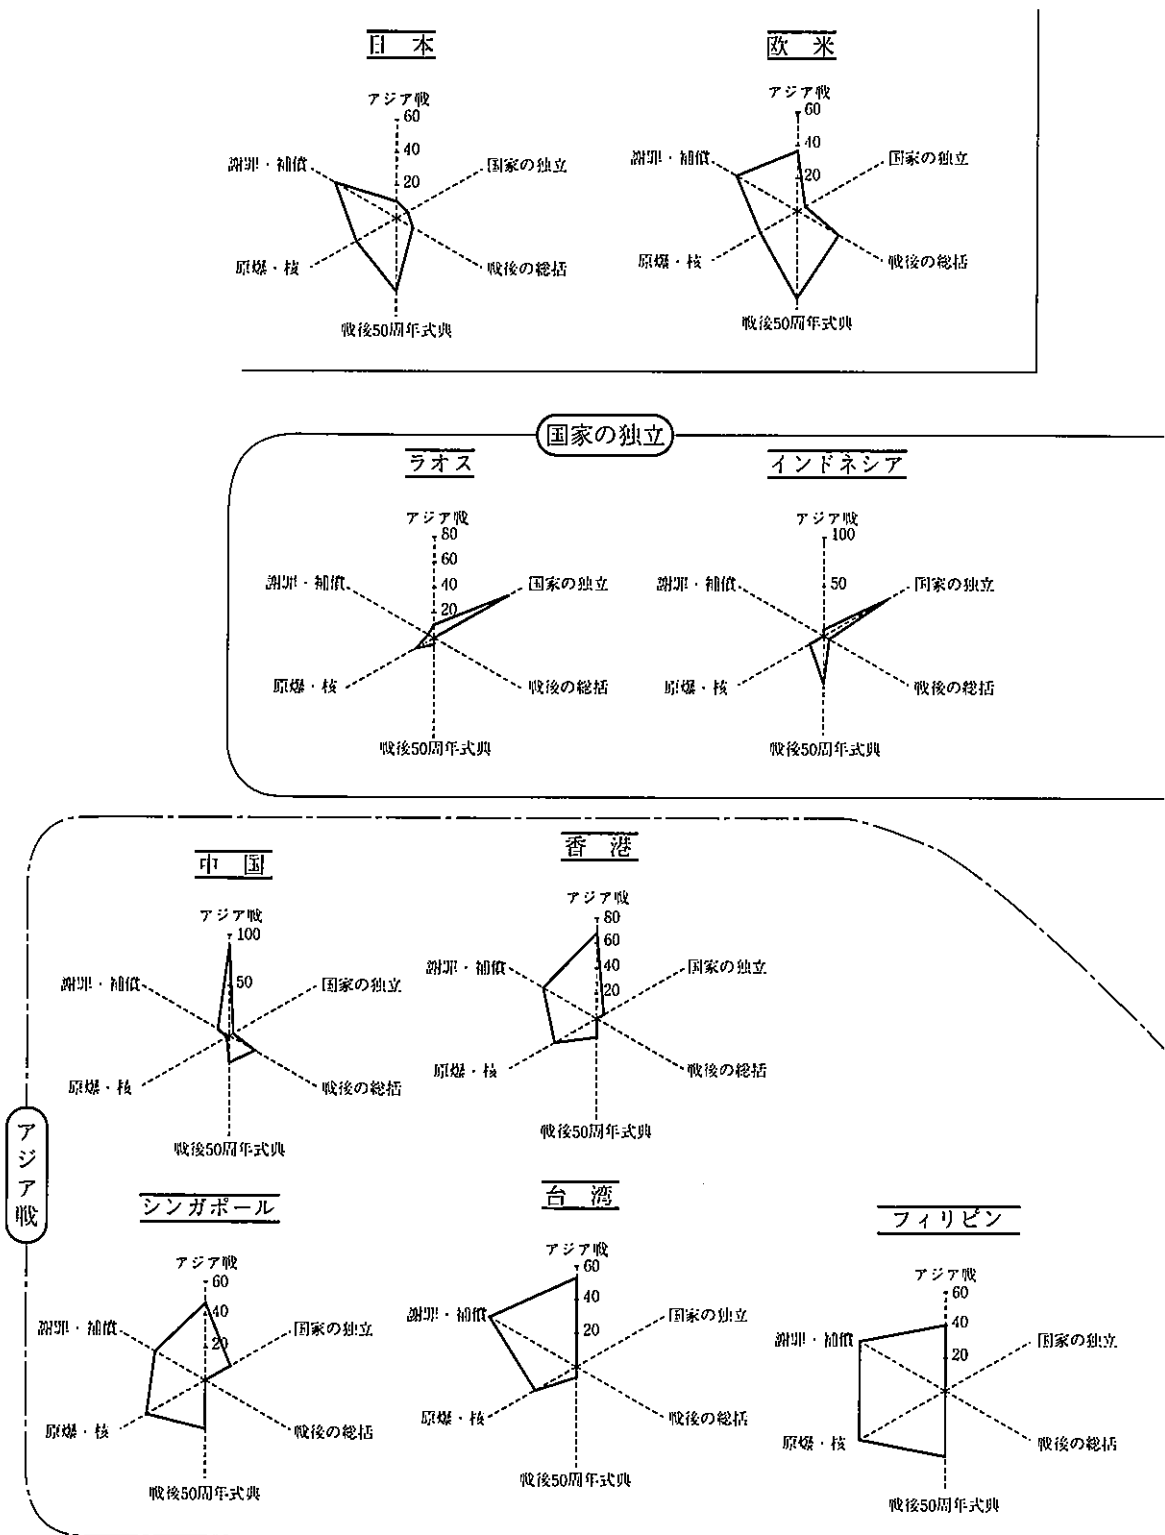 日本
アジア戦
60
40
20
謝罪・補償
国家の独立
原爆・核
戦後の総括
戦後50周年式典
欧米
アジア戦
60
40
20
謝罪・補償
国家の独立
原爆・核
戦後の総括
戦後50周年式典
国家の独立
ラオス
アジア戦
80
60
40
20
謝罪・補償
国家の独立
原爆・核
戦後の総括
戦後50周年式典
インドネシア
アジア戦
100
50
謝罪・補償
国家の独立
原爆・核
戦後の総括
戦後50周年式典
アジア戦
中国
アジア戦
100
50
謝罪・補償
国家の独立
原爆・核
戦後の総括
戦後50周年式典
香港
アジア戦
80
60
40
20
謝罪・補償
国家の独立
原爆・核
戦後の総括
戦後50周年式典
シンガポール
アジア戦
60
40
20
謝罪・補償
国家の独立
原爆・核
戦後の総括
戦後50周年式典
台湾
アジア戦
60
40
20
謝罪・補償
国家の独立
原爆・核
戦後の総括
戦後50周年式典
フィリピン
アジア戦
60
40
20
謝罪・補償
国家の独立
原爆・核
戦後の総括
戦後50周年式典